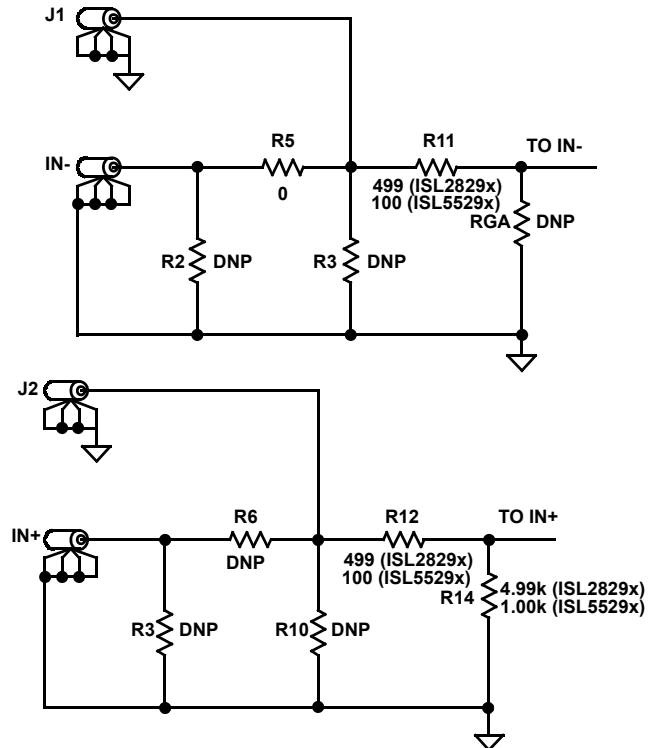 J1
R5
R11
TO IN-
IN-
0
499 (ISL2829x)
100 (ISL5529x)
RGA
DNP
R2
DNP
R3
DNP
J2
R6
R12
TO IN+
IN+
DNP
499 (ISL2829x)
100 (ISL5529x)
R14
4.99k (ISL2829x)
1.00k (ISL5529x)
R3
DNP
R10
DNP